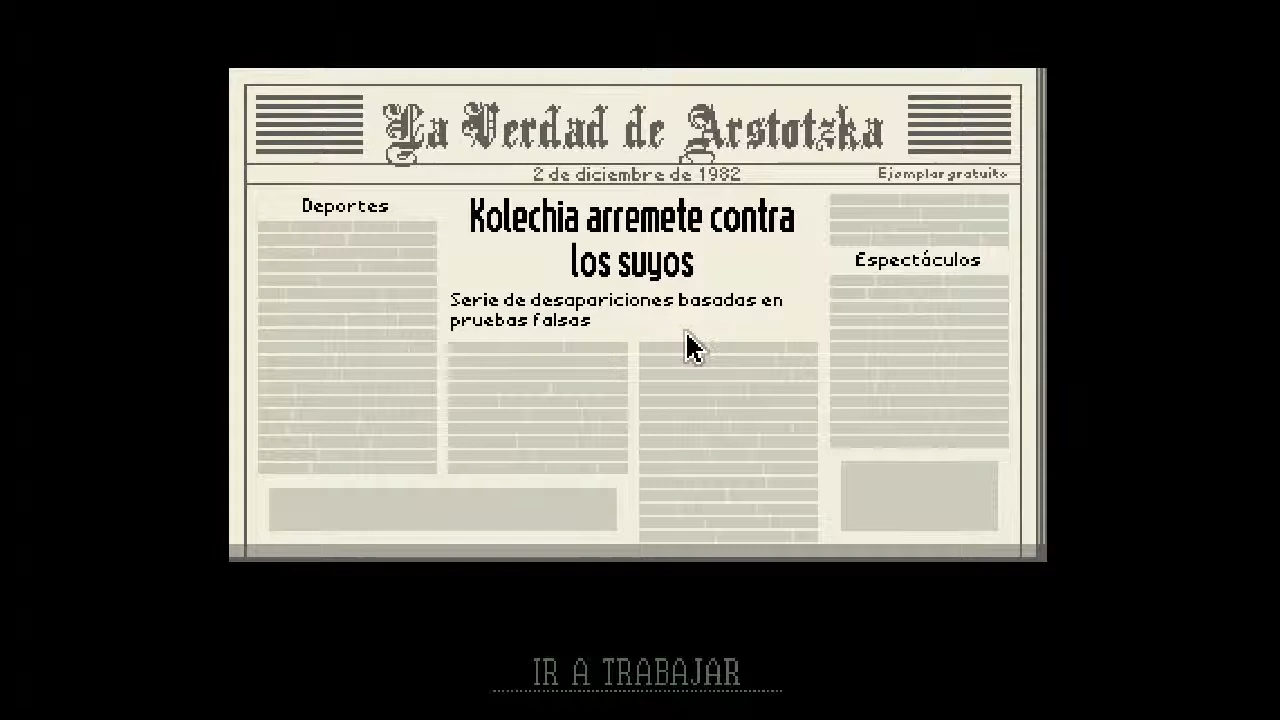 La Verdad de Arstotzka
2 de diciembre de 1982
Ejemplar gratuito
Deportes
Kolechia arremete contra
los suyos
Serie de desapariciones basadas en
pruebas falsas
Espectáculos
IR A TRABAJAR